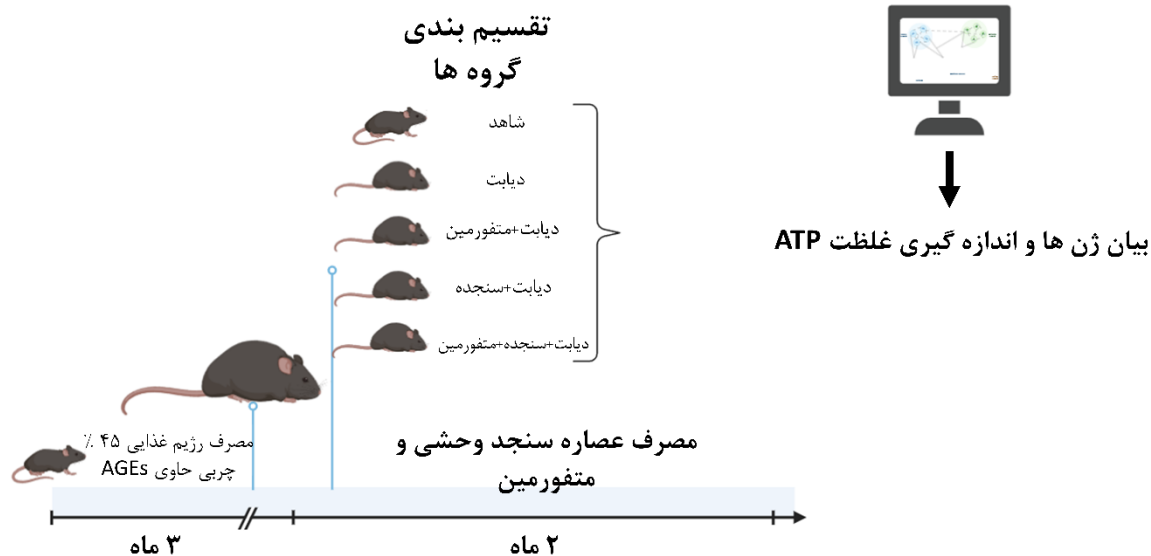 تقسیم بندی
گروه ها
شاهد
دیابت
دیابت+متفورمین
دیابت+سنجده
دیابت+سنجده+متفورمین
بیان ژن ها و اندازه گیری غلظت ATP
مصرف رژیم غذایی ۴۵ ٪
چربی حاوی AGEs
مصرف عصاره سنجد وحشی و
متفورمین
۳ ماه
۲ ماه